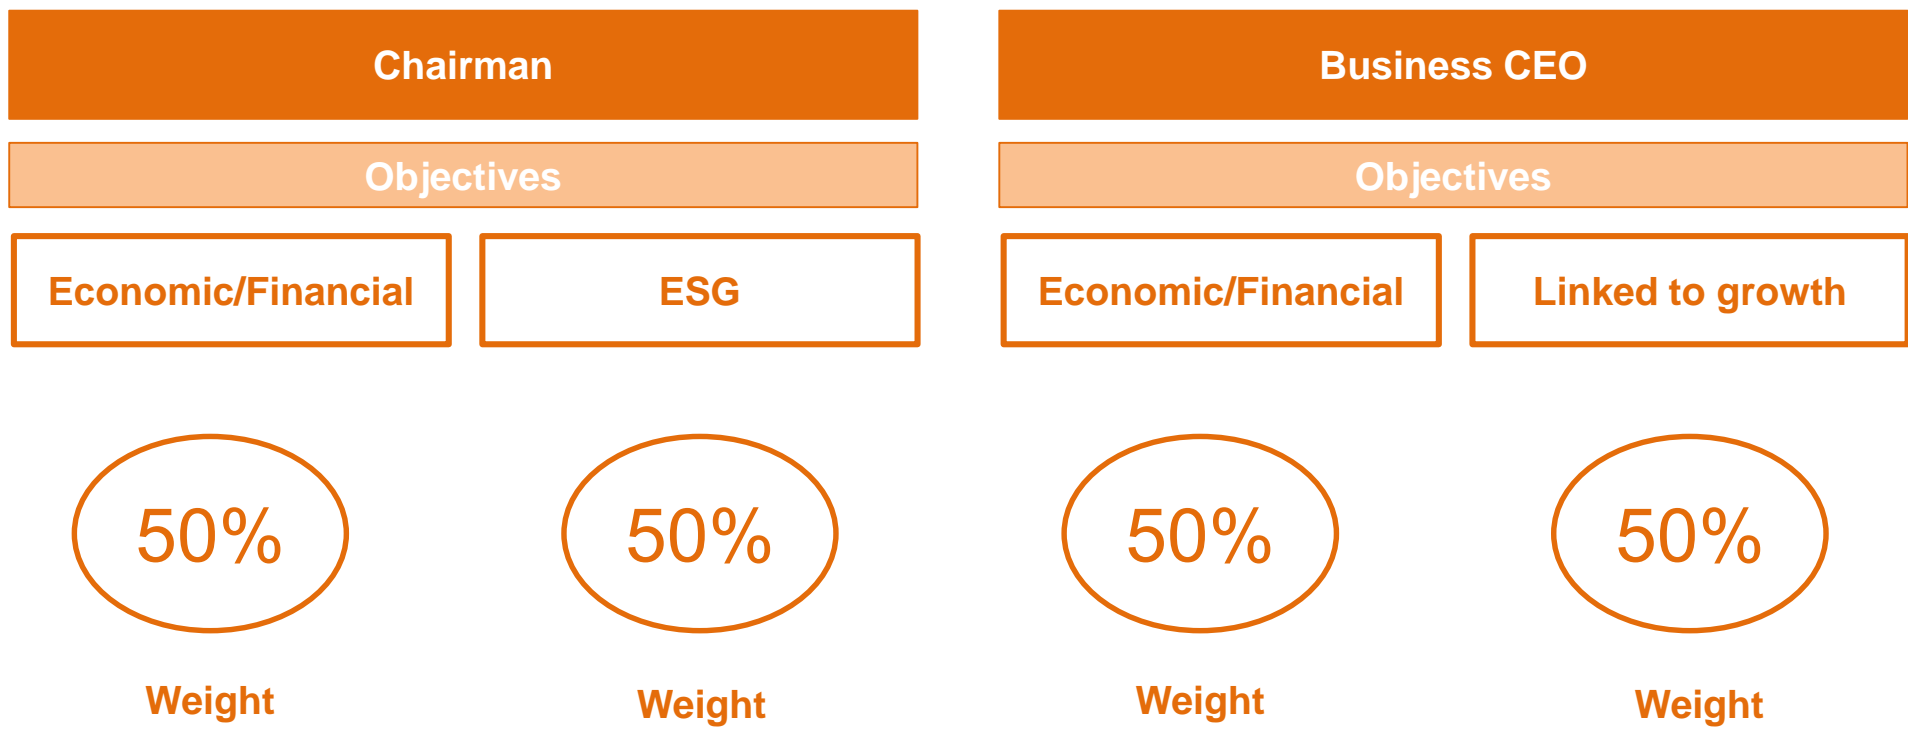 Chairman
Business CEO
Objectives
Objectives
Economic/Financial
ESG
Economic/Financial
Linked to growth
50%
50%
50%
50%
Weight
Weight
Weight
Weight